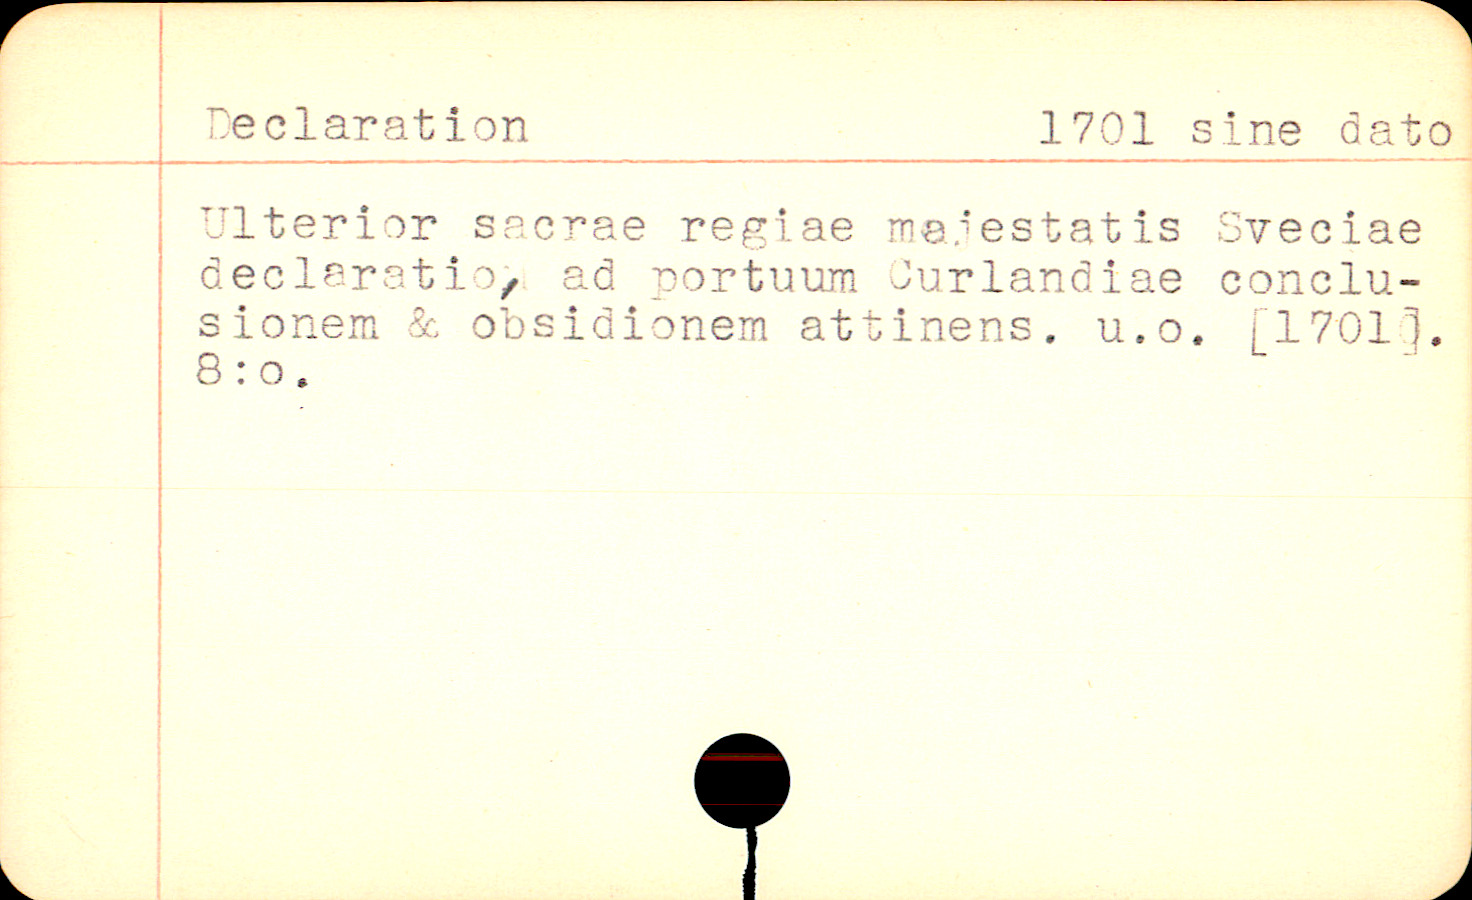 Declaration 1701 sine dato
Ulterior sacrae regiae majestatis Sveciae
declaratio, ad portuum Curlandiae conclu-
sionem & obsidionem attinens. u.o. [1701].
8:o.